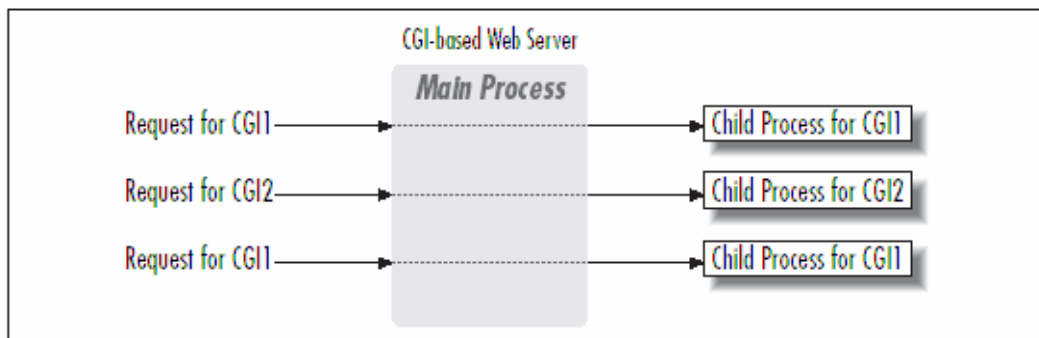 CGI-based Web Server
Main Process
Request for CGI1
Child Process for CGI1
Request for CGI2
Child Process for CGI2
Request for CGI1
Child Process for CGI1